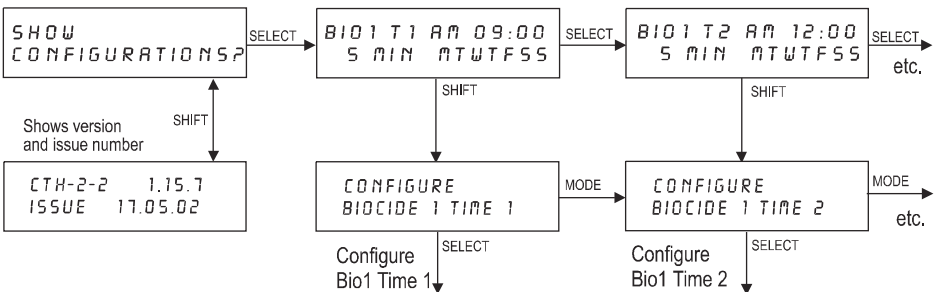 SHOW
CONFIGURATIONS?
SELECT
BIO1 T1 AM 09:00
5 MIN MTWTFSS
SELECT
BIO1 T2 AM 12:00
5 MIN MTWTFSS
SELECT
etc.
Shows version
and issue number
SHIFT
SHIFT
SHIFT
CTH-2-2 1.15.7
ISSUE 17.05.02
CONFIGURE
BIOCIDE 1 TIME 1
MODE
CONFIGURE
BIOCIDE 1 TIME 2
MODE
etc.
Configure
Bio1 Time 1
SELECT
Configure
Bio1 Time 2
SELECT